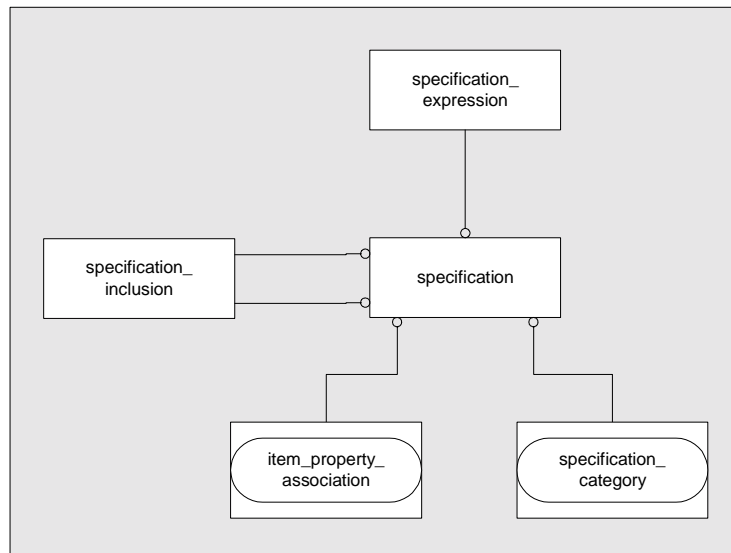 specification_
expression
specification_
inclusion
specification
item_property_
association
specification_
category